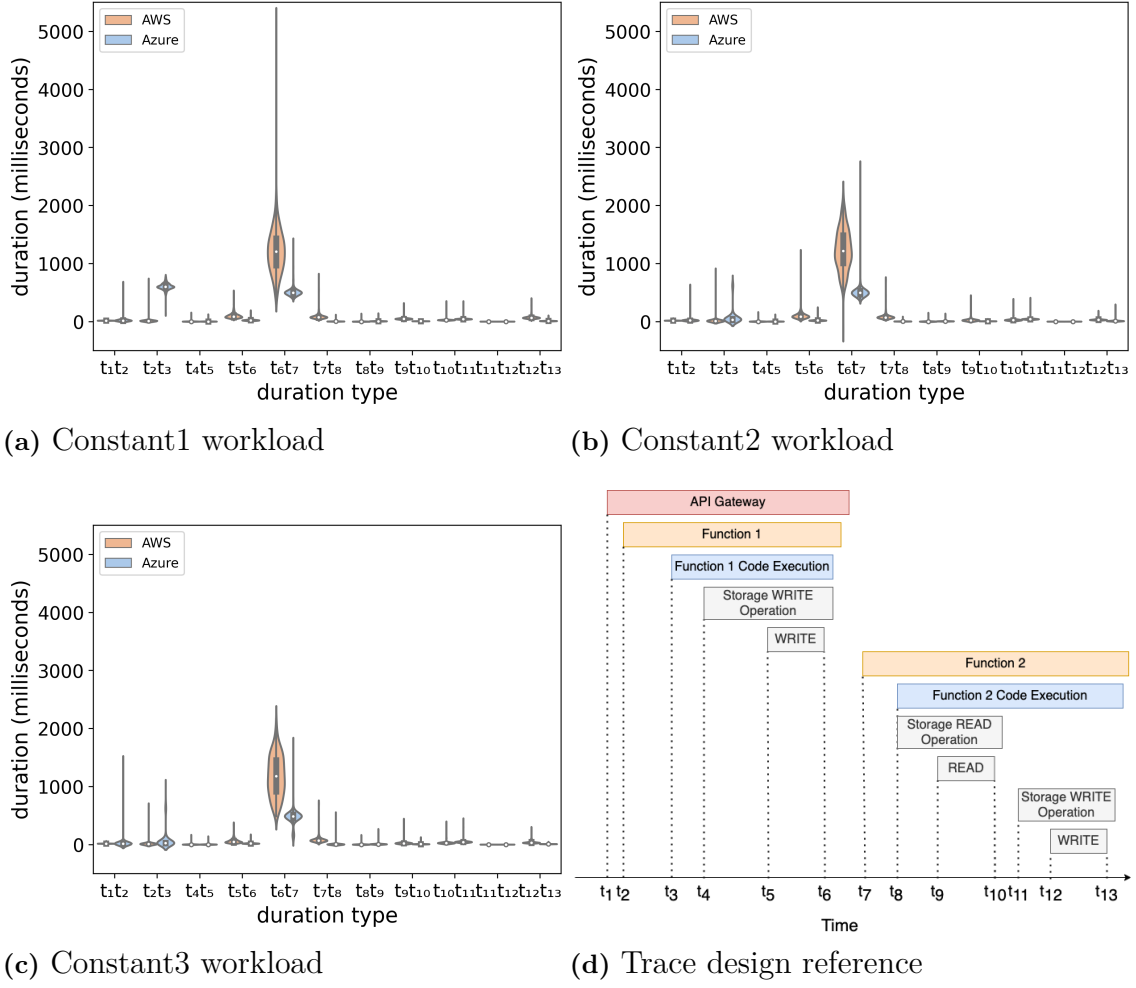 AWS
Azure
5000
4000
3000
2000
1000
0
duration (milliseconds)
t₁t₂ t₂t₃ t₄t₅ t₅t₆ t₆t₇ t₇t₈ t₈t₉ t₉t₁₀ t₁₀t₁₁ t₁₁t₁₂ t₁₂t₁₃
duration type
(a) Constant1 workload
AWS
Azure
5000
4000
3000
2000
1000
0
duration (milliseconds)
t₁t₂ t₂t₃ t₄t₅ t₅t₆ t₆t₇ t₇t₈ t₈t₉ t₉t₁₀ t₁₀t₁₁ t₁₁t₁₂ t₁₂t₁₃
duration type
(b) Constant2 workload
AWS
Azure
5000
4000
3000
2000
1000
0
duration (milliseconds)
t₁t₂ t₂t₃ t₄t₅ t₅t₆ t₆t₇ t₇t₈ t₈t₉ t₉t₁₀ t₁₀t₁₁ t₁₁t₁₂ t₁₂t₁₃
duration type
(c) Constant3 workload
API Gateway
Function 1
Function 1 Code Execution
Storage WRITE
Operation
WRITE
Function 2
Function 2 Code Execution
Storage READ
Operation
READ
Storage WRITE
Operation
WRITE
t₁ t₂ t₃ t₄ t₅ t₆ t₇ t₈ t₉ t₁₀ t₁₁ t₁₂ t₁₃
Time
(d) Trace design reference